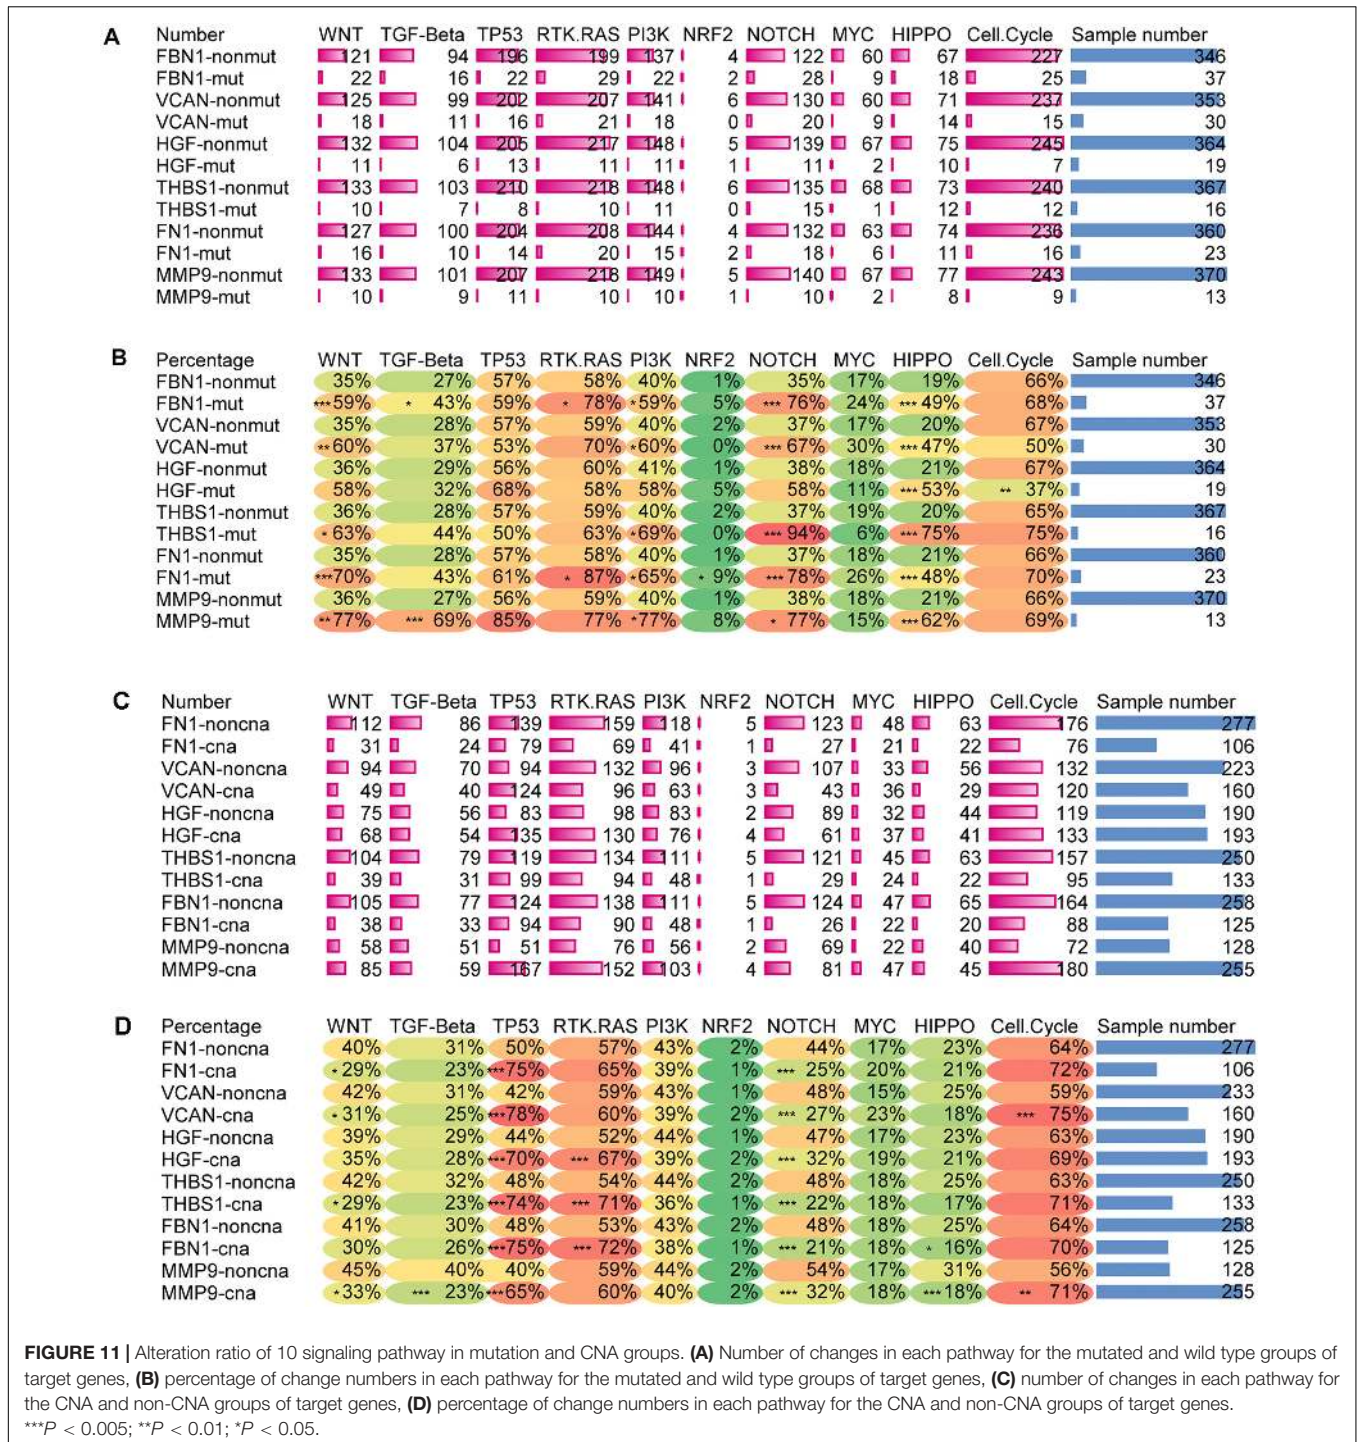 A Number WNT TGF-Beta TP53 RTK.RAS PI3K NRF2 NOTCH MYC HIPPO Cell.Cycle Sample number
FBN1-nonmut 121 94 196 199 137 4 122 60 67 227 346
FBN1-mut 22 16 22 29 22 2 28 9 18 25 37
VCAN-nonmut 125 99 202 207 141 6 130 60 71 237 353
VCAN-mut 18 11 16 21 18 0 20 9 14 15 30
HGF-nonmut 132 104 205 217 148 5 139 67 75 245 364
HGF-mut 11 6 13 11 11 1 11 2 10 7 19
THBS1-nonmut 133 103 210 218 148 6 135 68 73 240 367
THBS1-mut 10 7 8 10 11 0 15 1 12 12 16
FN1-nonmut 127 100 204 208 144 4 132 63 74 236 360
FN1-mut 16 10 14 20 15 2 18 6 11 16 23
MMP9-nonmut 133 101 207 218 149 5 140 67 77 243 370
MMP9-mut 10 9 11 10 10 1 10 2 8 9 13
B Percentage WNT TGF-Beta TP53 RTK.RAS PI3K NRF2 NOTCH MYC HIPPO Cell.Cycle Sample number
FBN1-nonmut 35% 27% 57% 58% 40% 1% 35% 17% 19% 66% 346
FBN1-mut ***59% * 43% 59% * 78% *59% 5% *** 76% 24% ***49% 68% 37
VCAN-nonmut 35% 28% 57% 59% 40% 2% 37% 17% 20% 67% 353
VCAN-mut **60% 37% 53% 70% *60% 0% *** 67% 30% ***47% 50% 30
HGF-nonmut 36% 29% 56% 60% 41% 1% 38% 18% 21% 67% 364
HGF-mut 58% 32% 68% 58% 58% 5% 58% 11% ***53% ** 37% 19
THBS1-nonmut 36% 28% 57% 59% 40% 2% 37% 19% 20% 65% 367
THBS1-mut *63% 44% 50% 63% *69% 0% *** 94% 6% ***75% 75% 16
FN1-nonmut 35% 28% 57% 58% 40% 1% 37% 18% 21% 66% 360
FN1-mut ***70% 43% 61% * 87% *65% * 9% *** 78% 26% ***48% 70% 23
MMP9-nonmut 36% 27% 56% 59% 40% 1% 38% 18% 21% 66% 370
MMP9-mut **77% *** 69% 85% 77% *77% 8% * 77% 15% ***62% 69% 13
C Number WNT TGF-Beta TP53 RTK.RAS PI3K NRF2 NOTCH MYC HIPPO Cell.Cycle Sample number
FN1-noncna 112 86 139 159 118 5 123 48 63 176 277
FN1-cna 31 24 79 69 41 1 27 21 22 76 106
VCAN-noncna 94 70 94 132 96 3 107 33 56 132 223
VCAN-cna 49 40 124 96 63 3 43 36 29 120 160
HGF-noncna 75 56 83 98 83 2 89 32 44 119 190
HGF-cna 68 54 135 130 76 4 61 37 41 133 193
THBS1-noncna 104 79 119 134 111 5 121 45 63 157 250
THBS1-cna 39 31 99 94 48 1 29 24 22 95 133
FBN1-noncna 105 77 124 138 111 5 124 47 65 164 258
FBN1-cna 38 33 94 90 48 1 26 22 20 88 125
MMP9-noncna 58 51 51 76 56 2 69 22 40 72 128
MMP9-cna 85 59 167 152 103 4 81 47 45 180 255
D Percentage WNT TGF-Beta TP53 RTK.RAS PI3K NRF2 NOTCH MYC HIPPO Cell.Cycle Sample number
FN1-noncna 40% 31% 50% 57% 43% 2% 44% 17% 23% 64% 277
FN1-cna *29% 23% ***75% 65% 39% 1% *** 25% 20% 21% 72% 106
VCAN-noncna 42% 31% 42% 59% 43% 1% 48% 15% 25% 59% 233
VCAN-cna *31% 25% ***78% 60% 39% 2% *** 27% 23% 18% *** 75% 160
HGF-noncna 39% 29% 44% 52% 44% 1% 47% 17% 23% 63% 190
HGF-cna 35% 28% ***70% *** 67% 39% 2% *** 32% 19% 21% 69% 193
THBS1-noncna 42% 32% 48% 54% 44% 2% 48% 18% 25% 63% 250
THBS1-cna *29% 23% ***74% *** 71% 36% 1% *** 22% 18% 17% 71% 133
FBN1-noncna 41% 30% 48% 53% 43% 2% 48% 18% 25% 64% 258
FBN1-cna 30% 26% ***75% *** 72% 38% 1% *** 21% 18% * 16% 70% 125
MMP9-noncna 45% 40% 40% 59% 44% 2% 54% 17% 31% 56% 128
MMP9-cna *33% *** 23% ***65% 60% 40% 2% *** 32% 18% ***18% ** 71% 255
FIGURE 11 | Alteration ratio of 10 signaling pathway in mutation and CNA groups. (A) Number of changes in each pathway for the mutated and wild type groups of
target genes, (B) percentage of change numbers in each pathway for the mutated and wild type groups of target genes, (C) number of changes in each pathway for
the CNA and non-CNA groups of target genes, (D) percentage of change numbers in each pathway for the CNA and non-CNA groups of target genes.
***P < 0.005; **P < 0.01; *P < 0.05.